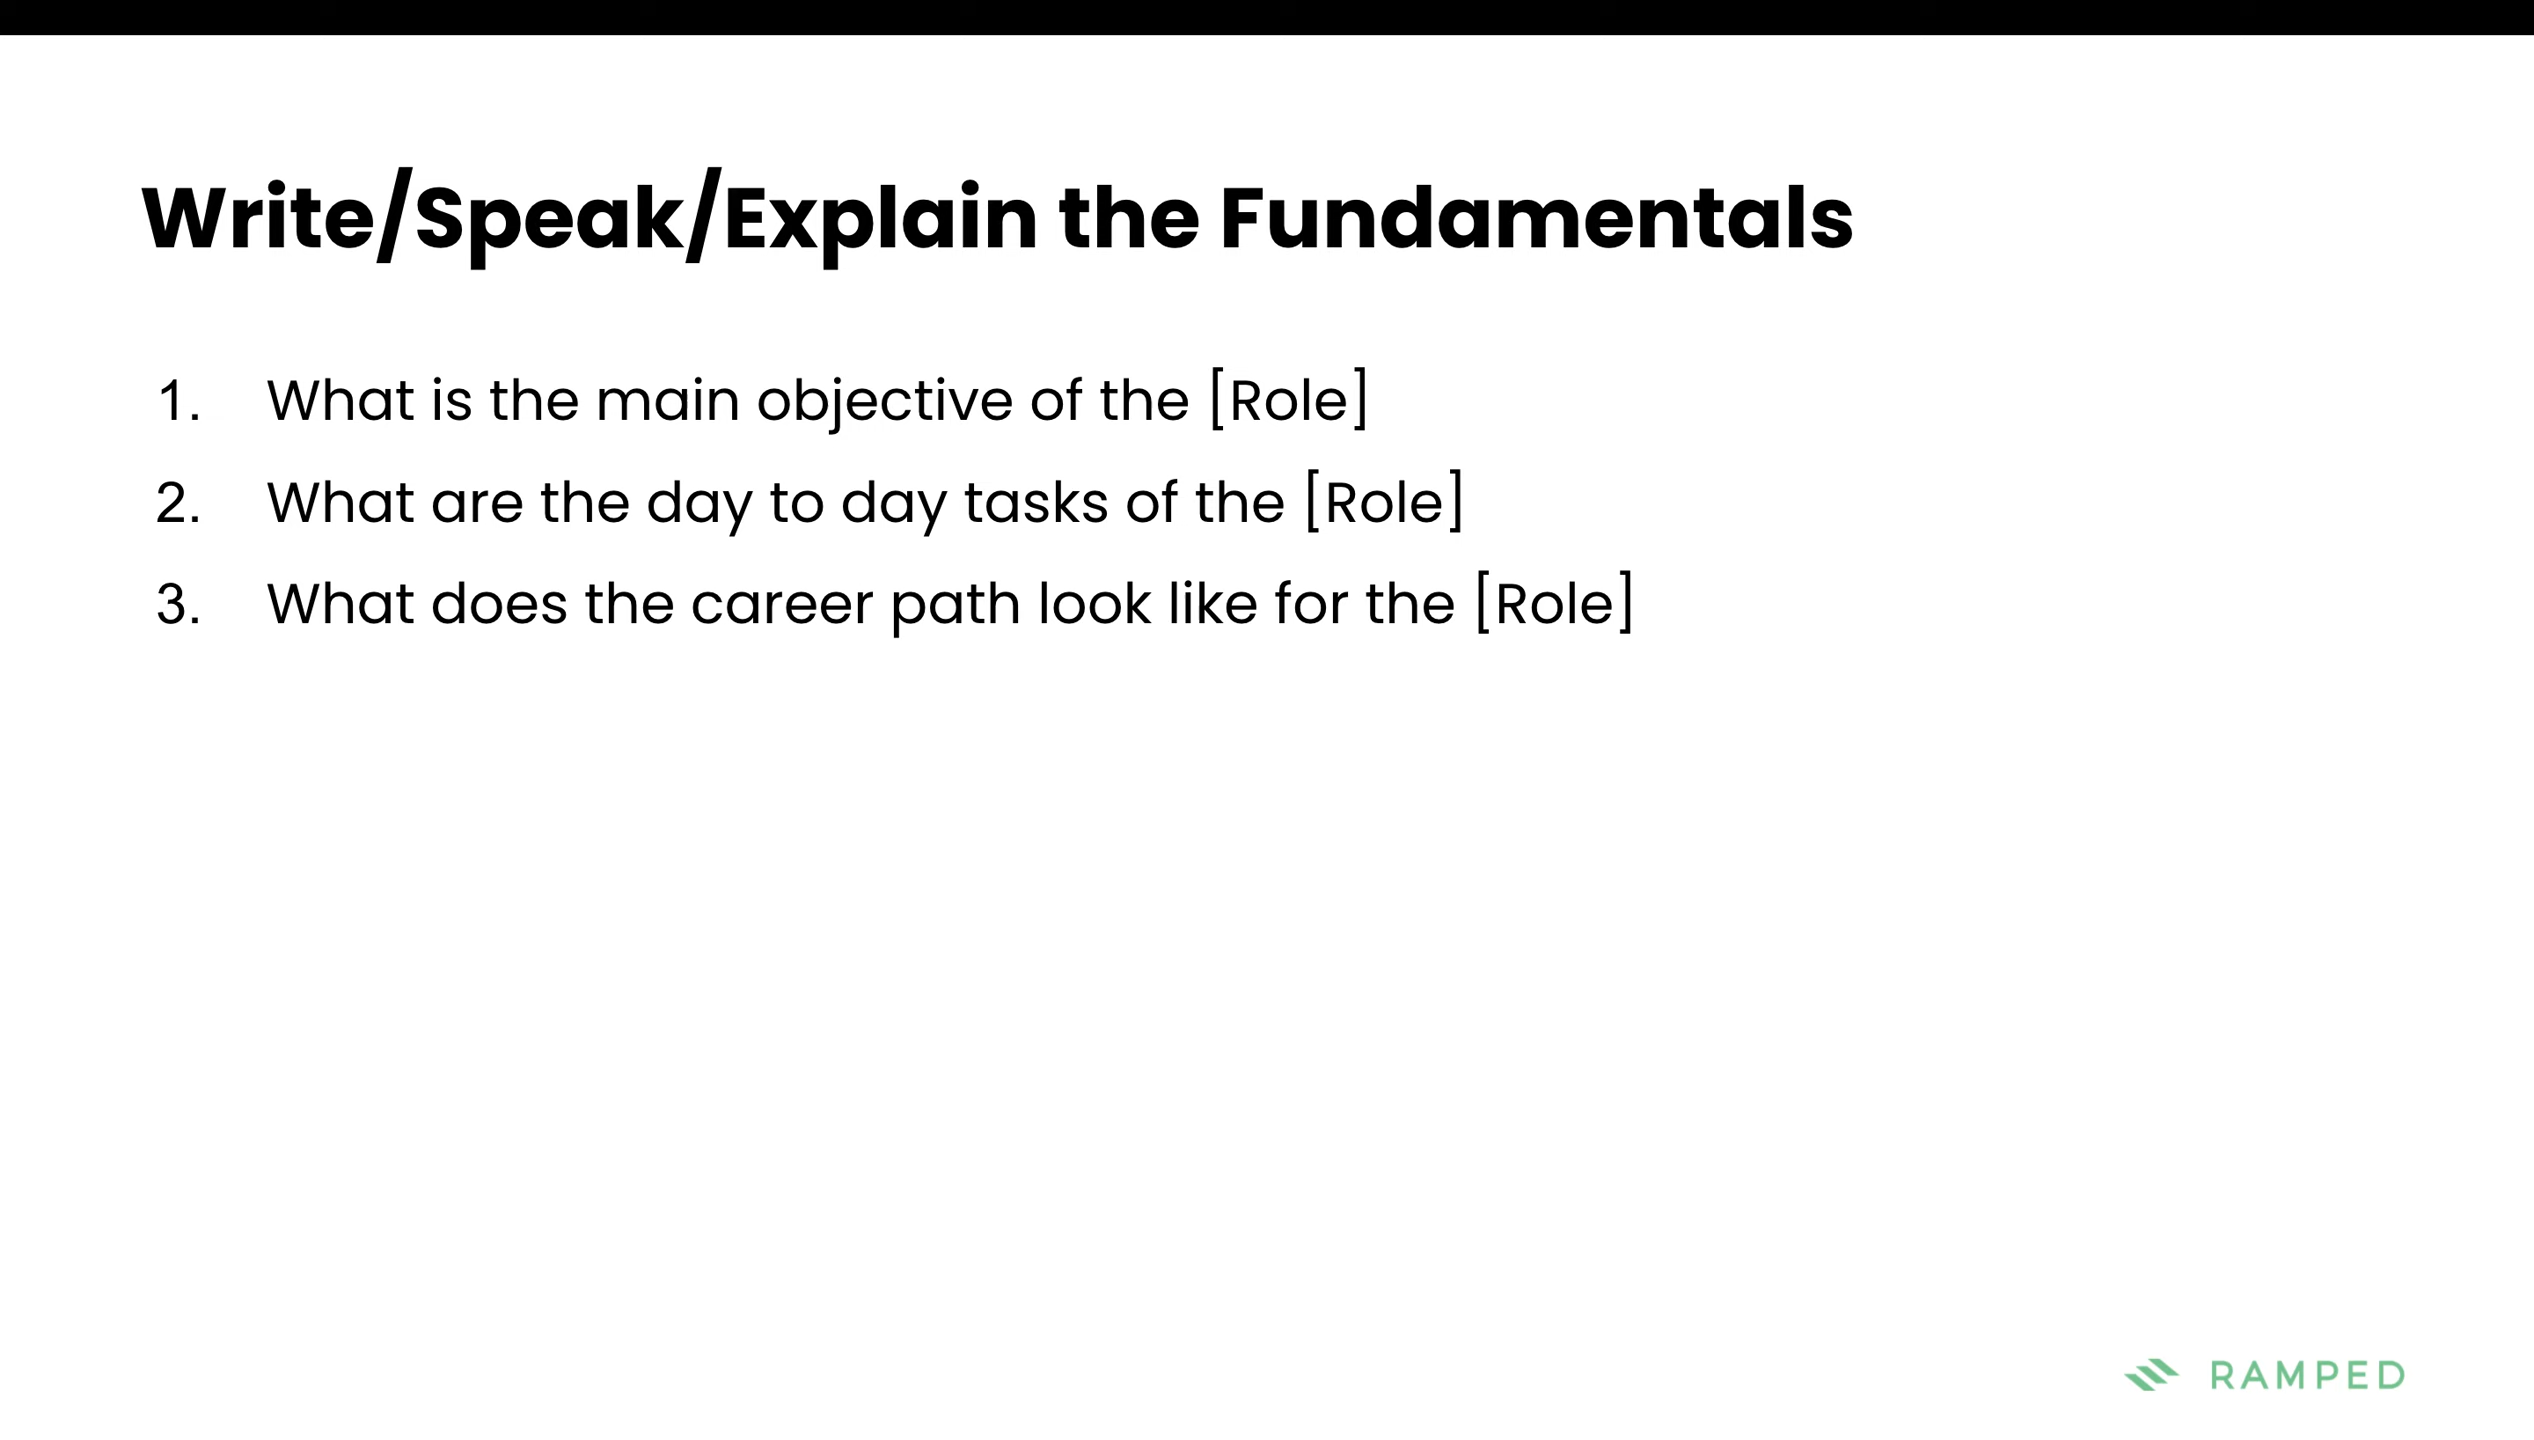 Write/Speak/Explain the Fundamentals
1. What is the main objective of the [Role]
2. What are the day to day tasks of the [Role]
3. What does the career path look like for the [Role]
RAMPED